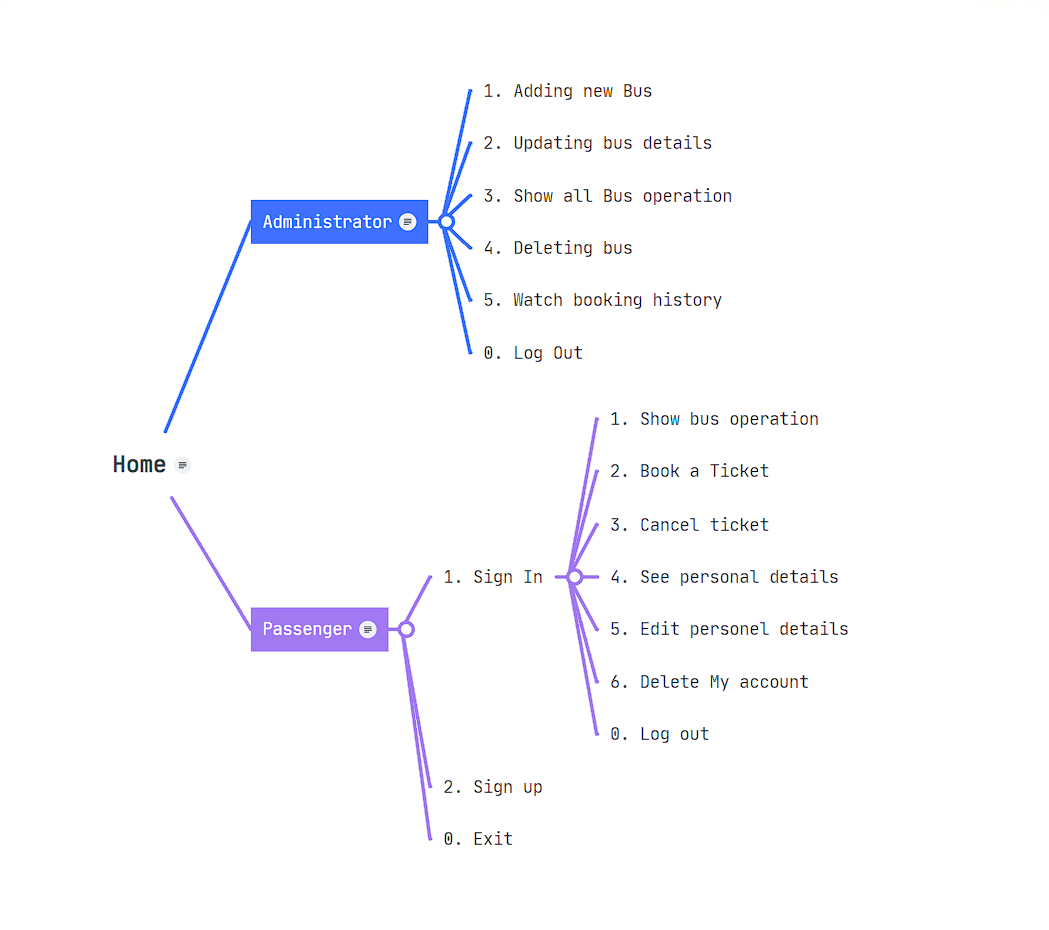 Home
Administrator
1. Adding new Bus
2. Updating bus details
3. Show all Bus operation
4. Deleting bus
5. Watch booking history
0. Log Out
Passenger
1. Sign In
1. Show bus operation
2. Book a Ticket
3. Cancel ticket
4. See personal details
5. Edit personel details
6. Delete My account
0. Log out
2. Sign up
0. Exit